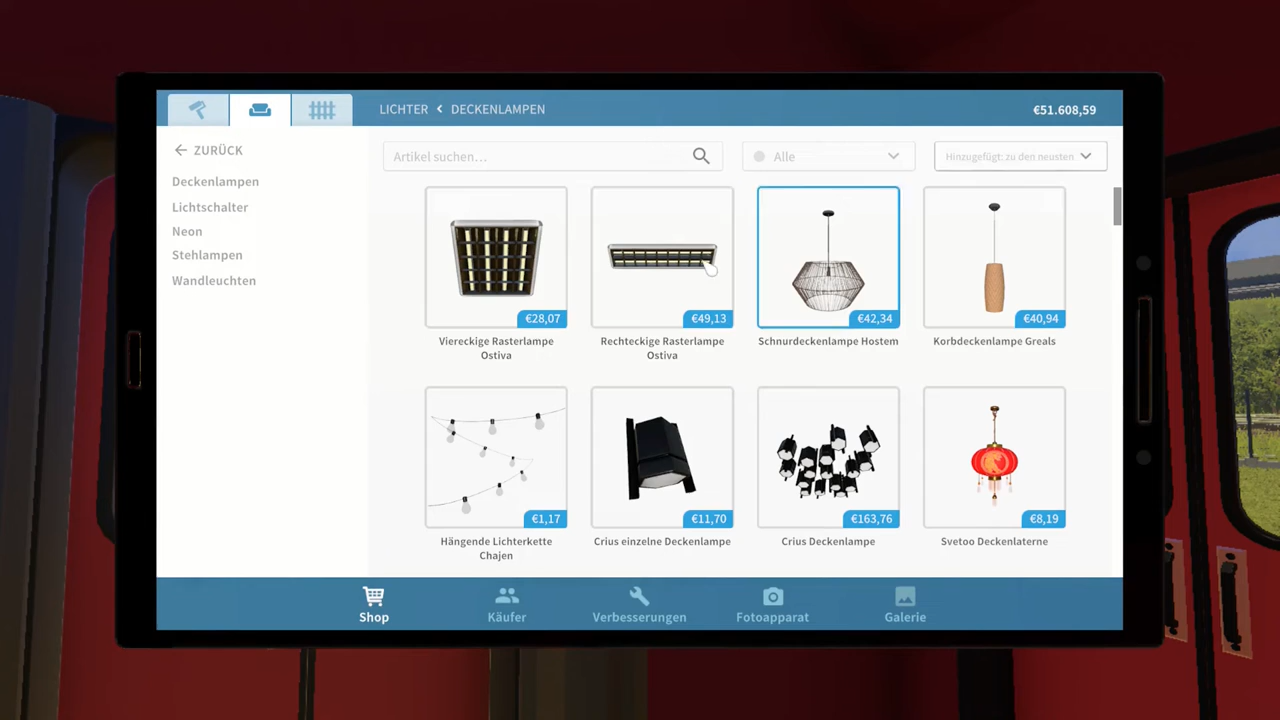 LICHTER < DECKENLAMPEN
€51.608,59
← ZURÜCK
Deckenlampen
Lichtschalter
Neon
Stehlampen
Wandleuchten
Artikel suchen...
Alle
Hinzugefügt: zu den neusten
€28,07
€49,13
€42,34
€40,94
Viereckige Rasterlampe
Ostiva
Rechteckige Rasterlampe
Ostiva
Schnurdeckenlampe Hostem
Korbdeckenlampe Greals
€1,17
€11,70
€163,76
€8,19
Hängende Lichterkette
Chajen
Crius einzelne Deckenlampe
Crius Deckenlampe
Svetoo Deckenlaterne
Shop
Käufer
Verbesserungen
Fotoapparat
Galerie